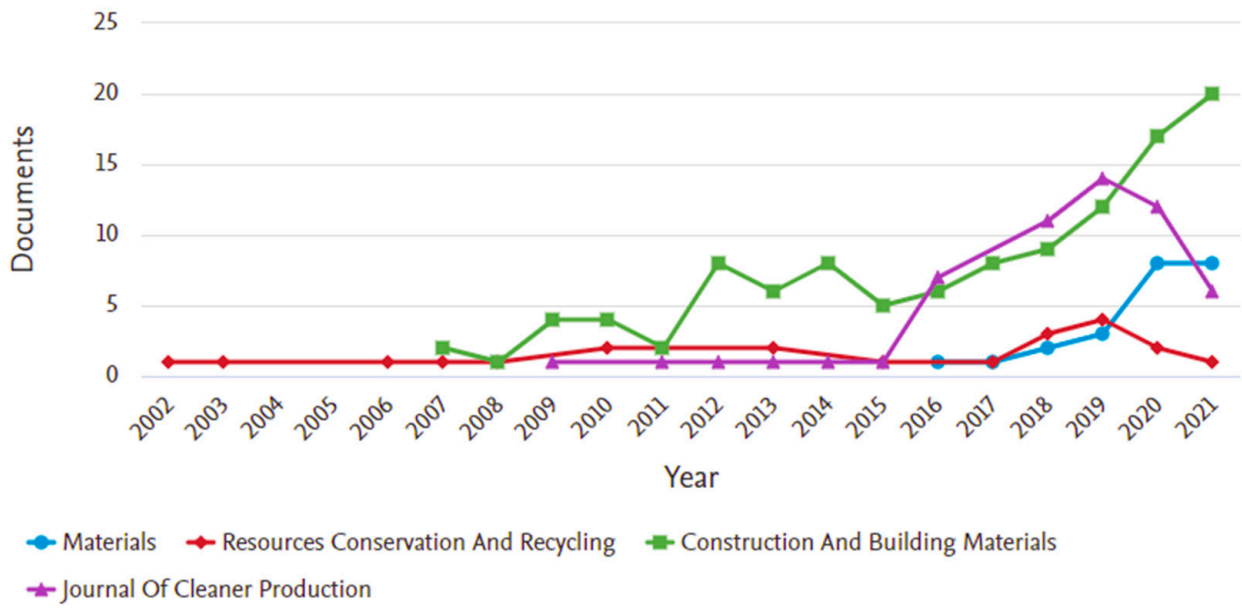 25
20
15
10
5
0
Documents
2002 2003 2004 2005 2006 2007 2008 2009 2010 2011 2012 2013 2014 2015 2016 2017 2018 2019 2020 2021
Year
Materials Resources Conservation And Recycling Construction And Building Materials
Journal Of Cleaner Production